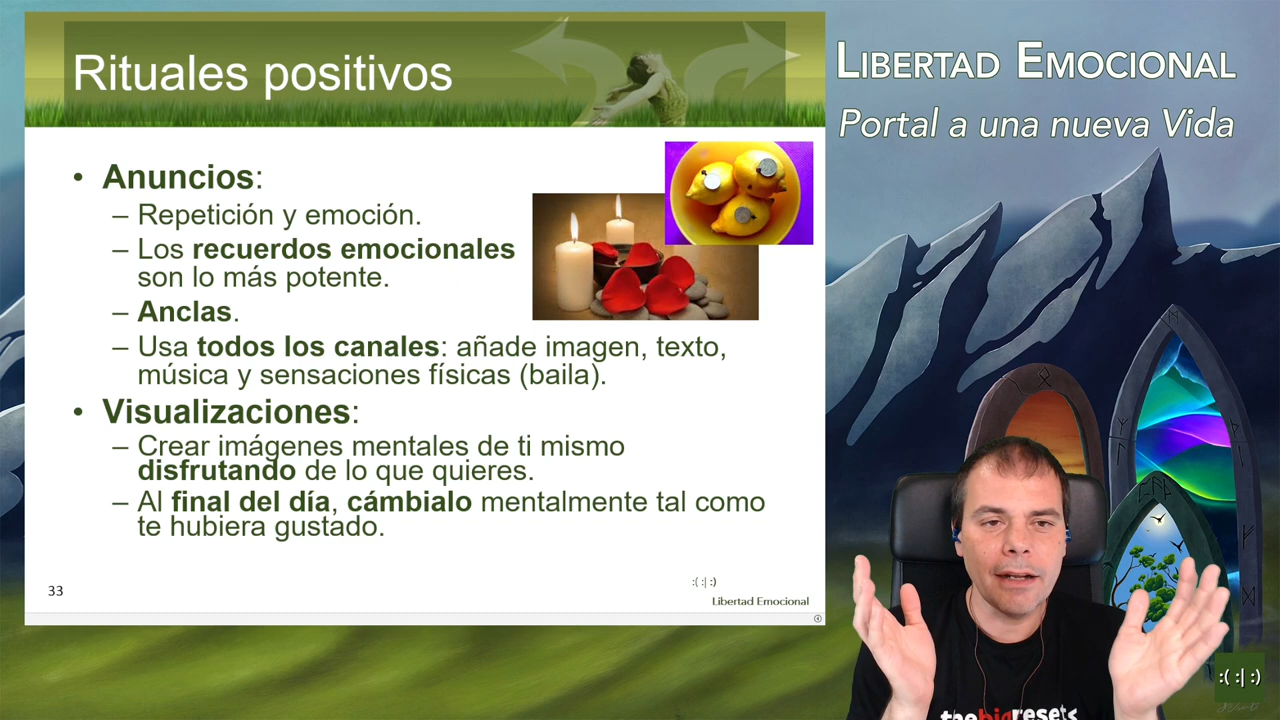 Rituales positivos
LIBERTAD EMOCIONAL
Portal a una nueva Vida
• Anuncios:
– Repetición y emoción.
– Los recuerdos emocionales
son lo más potente.
– Anclas.
– Usa todos los canales: añade imagen, texto,
música y sensaciones físicas (baila).
• Visualizaciones:
– Crear imágenes mentales de ti mismo
disfrutando de lo que quieres.
– Al final del día, cámbialo mentalmente tal como
te hubiera gustado.
33
:( :| :)
Libertad Emocional
:( :| :)
thebigresets